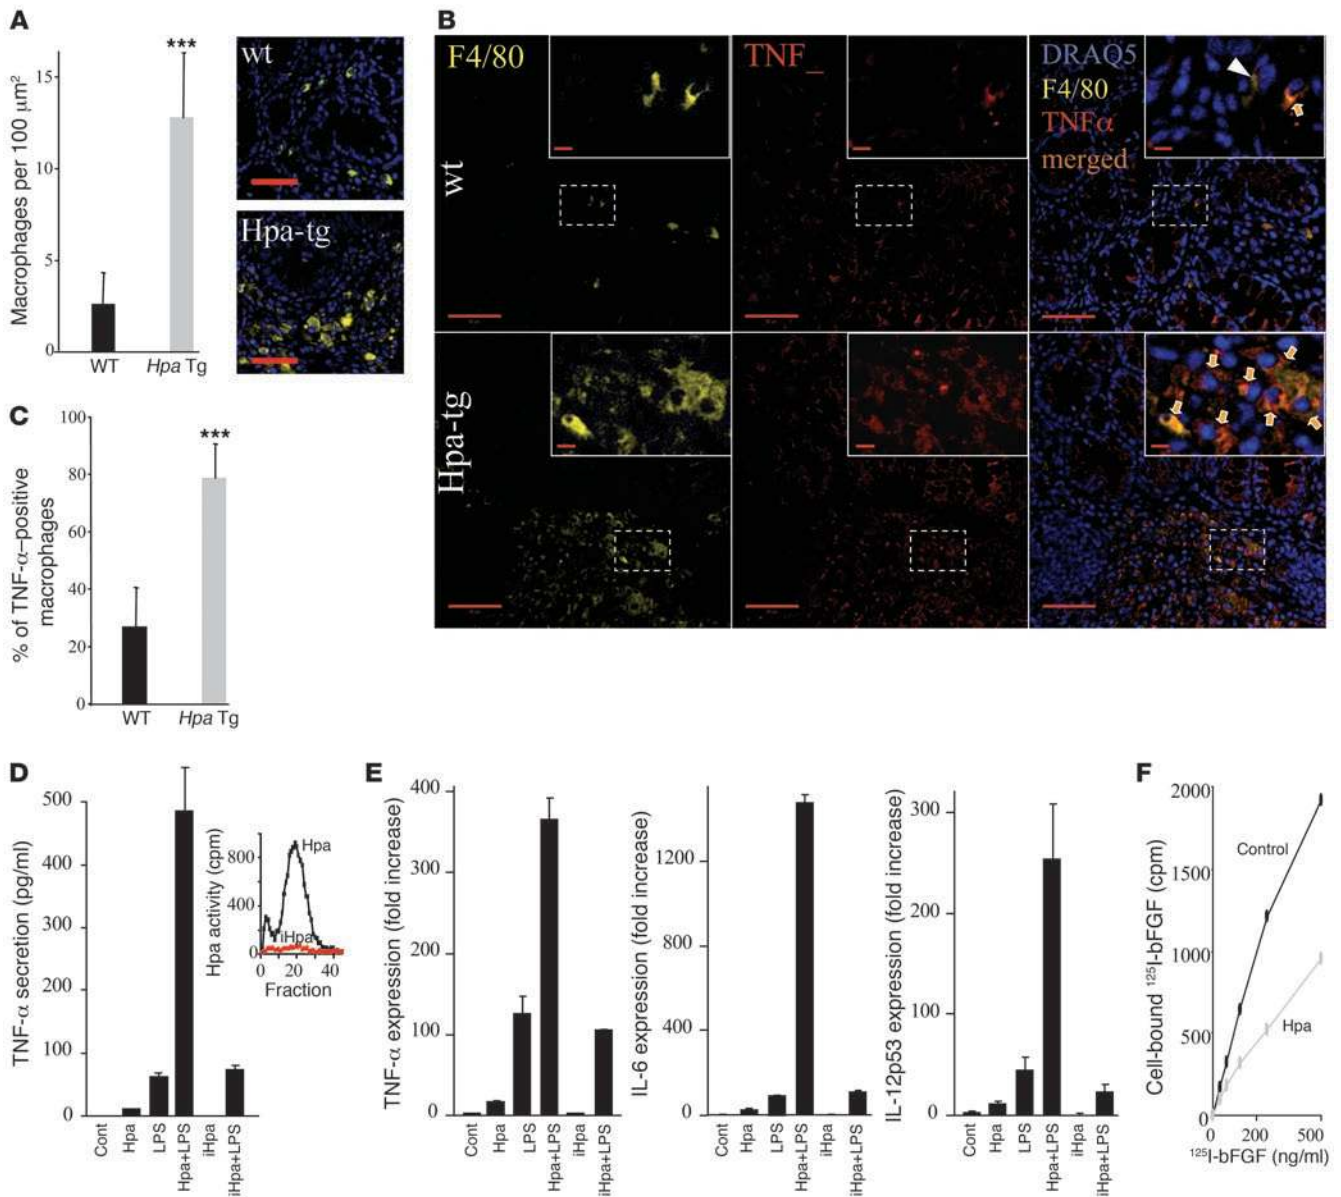 A
Macrophages per 100 μm²
15
10
5
0
***
WT
Hpa Tg
wt
Hpa-tg
B
F4/80
TNF_
DRAQ5
F4/80
TNFα
merged
wt
Hpa-tg
C
% of TNF-α–positive
macrophages
100
80
60
40
20
0
***
WT
Hpa Tg
D
TNF-α secretion (pg/ml)
500
400
300
200
100
0
Cont
Hpa
LPS
Hpa+LPS
iHpa
iHpa+LPS
Hpa activity (cpm)
800
400
0
Hpa
iHpa
0
20
40
Fraction
E
TNF-α expression (fold increase)
400
300
200
100
0
Cont
Hpa
LPS
Hpa+LPS
iHpa
iHpa+LPS
IL-6 expression (fold increase)
1200
800
400
0
Cont
Hpa
LPS
Hpa+LPS
iHpa
iHpa+LPS
IL-12p53 expression (fold increase)
300
200
100
0
Cont
Hpa
LPS
Hpa+LPS
iHpa
iHpa+LPS
F
Cell-bound ¹²⁵I-bFGF (cpm)
2000
1500
1000
500
0
Control
Hpa
0
200
500
¹²⁵I-bFGF (ng/ml)